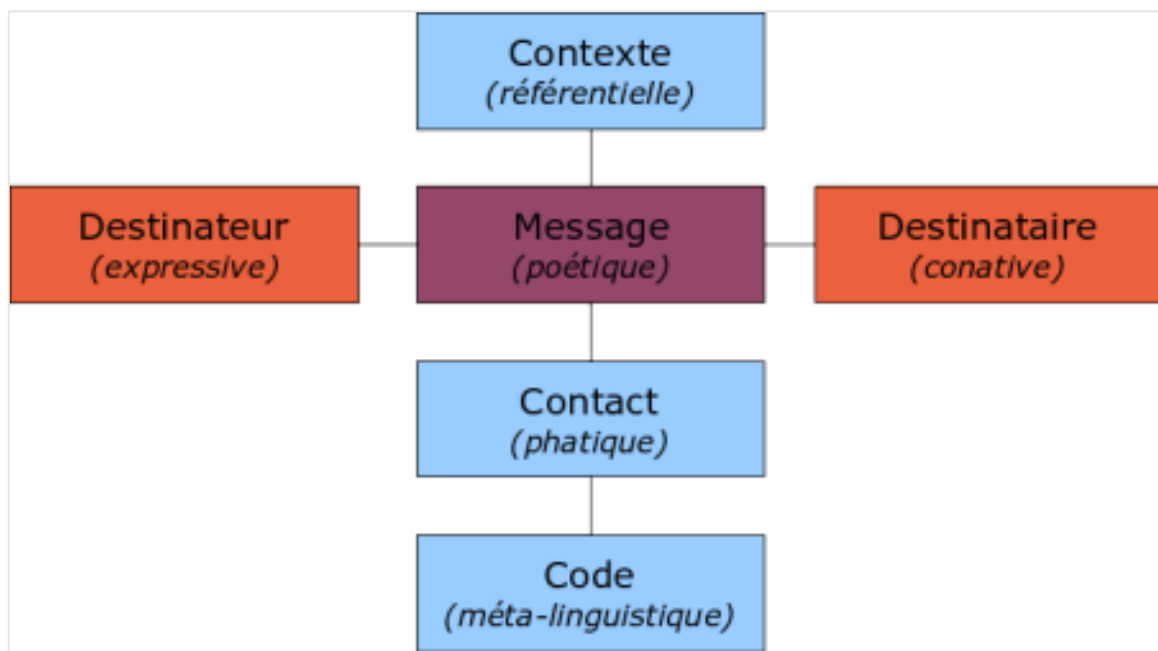 Contexte
(référentielle)
Destinateur
(expressive)
Message
(poétique)
Destinataire
(conative)
Contact
(phatique)
Code
(méta-linguistique)